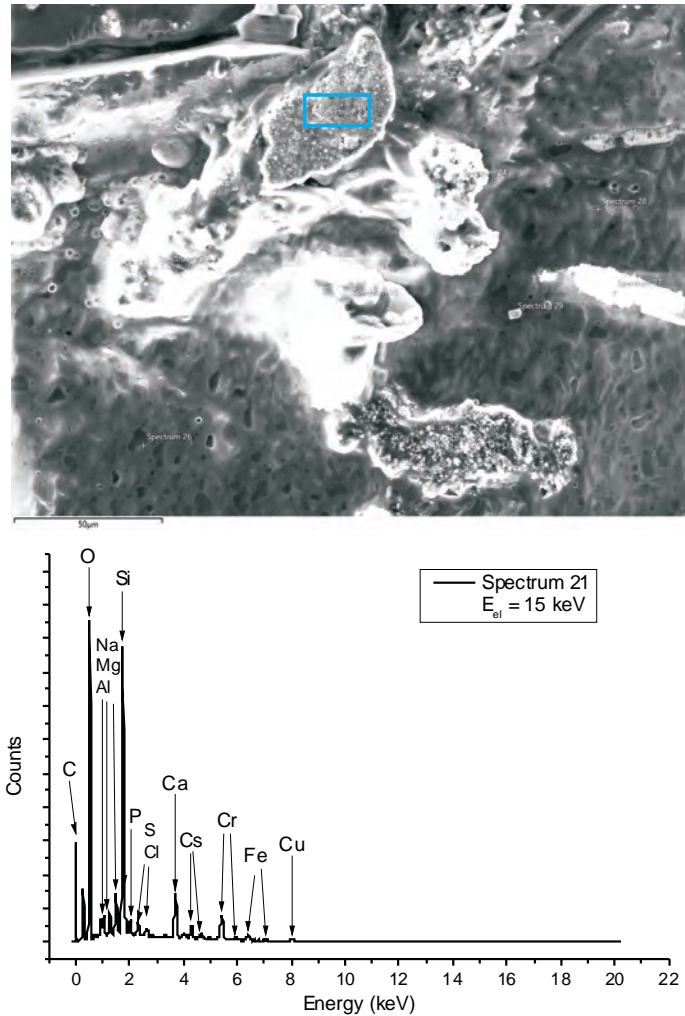 Spectrum 28
Spectrum 29
Spectrum 26
50µm
O
Si
Na
Mg
Al
C
P
S
Cl
Ca
Cs
Cr
Fe
Cu
Spectrum 21
E_el = 15 keV
Counts
0 2 4 6 8 10 12 14 16 18 20 22
Energy (keV)